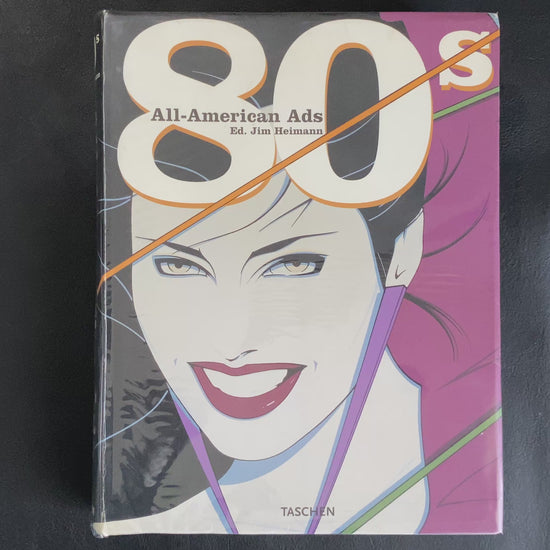 80s
All-American Ads
Ed. Jim Heimann
TASCHEN